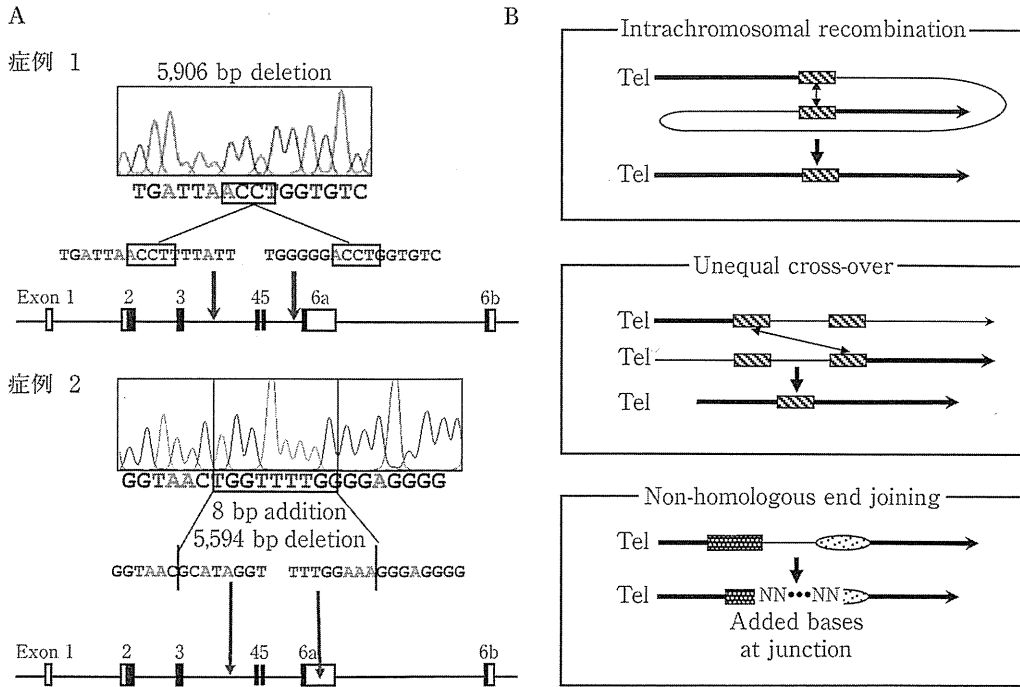 A
症例 1
5,906 bp deletion
TGATTAACCTGGTGTC
TGATTAACCTTTTATT TGGGGGACCTGGTGTC
Exon 1 2 3 45 6a 6b
症例 2
GGTAACTGGTTTTGGGGAGGGG
8 bp addition
5,594 bp deletion
GGTAACGCATAGGT TTTGGAAAGGGAGGGG
Exon 1 2 3 45 6a 6b
B
Intrachromosomal recombination
Tel
Tel
Unequal cross-over
Tel
Tel
Tel
Non-homologous end joining
Tel
Tel NN•••NN
Added bases
at junction